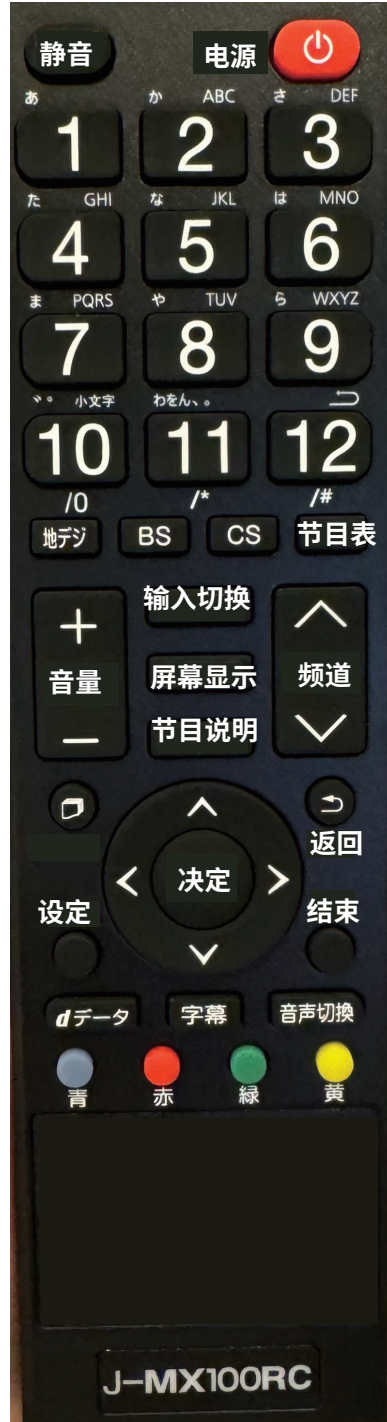 静音 电源
あ か ABC さ DEF
1 2 3
た GHI な JKL は MNO
4 5 6
ま PQRS や TUV ら WXYZ
7 8 9
゛゜ 小文字 わをん、。
10 11 12
/0 /* /#
地デジ BS CS 节目表
输入切换
音量 屏幕显示 频道
节目说明
返回
决定
设定 结束
dデータ 字幕 音声切換
青 赤 緑 黄
J-MX100RC